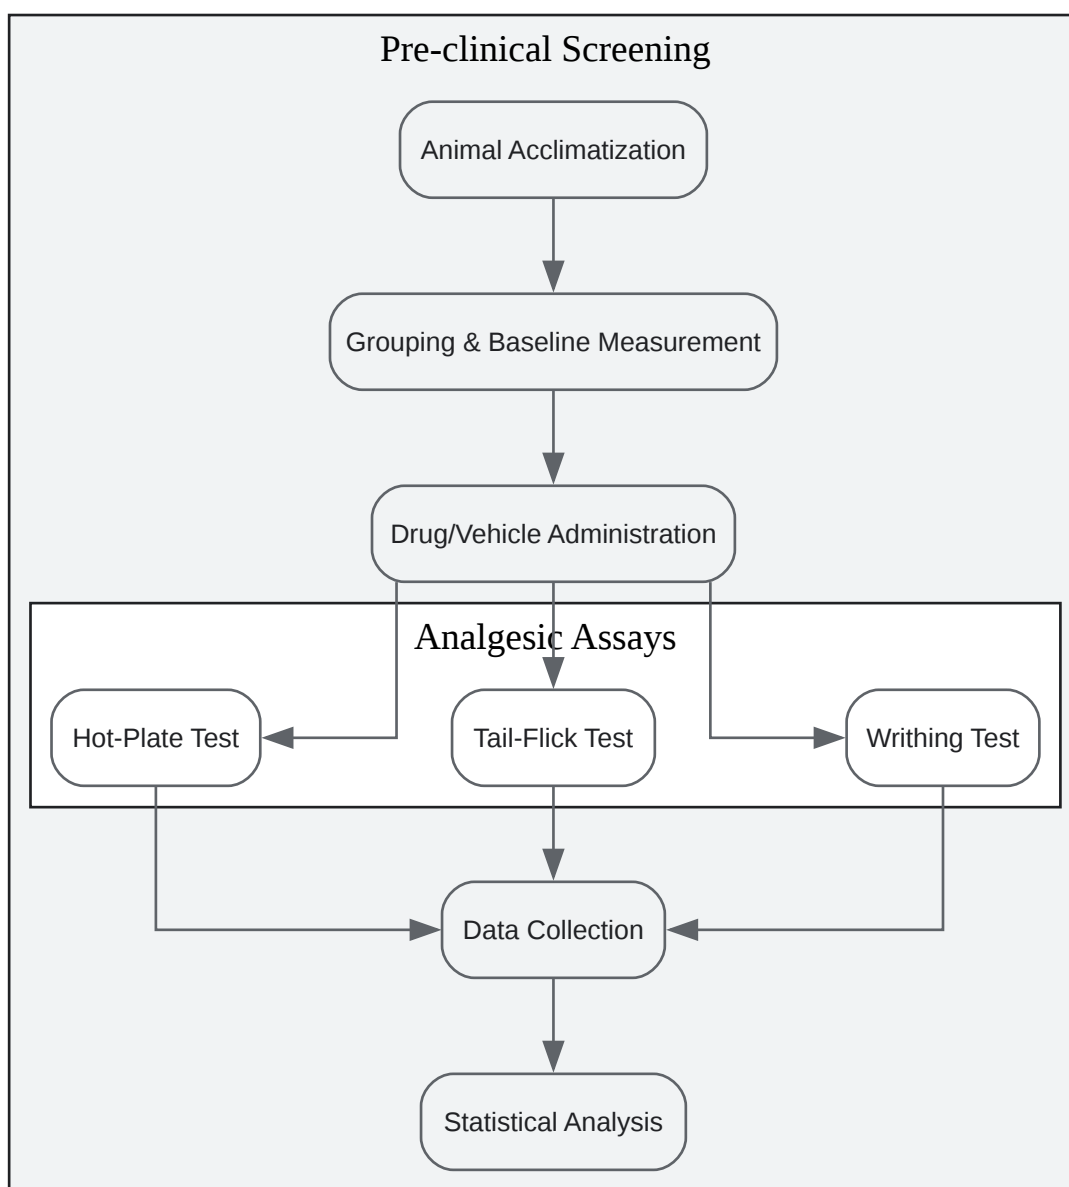 Pre-clinical Screening
Animal Acclimatization
Grouping & Baseline Measurement
Drug/Vehicle Administration
Analgesic Assays
Hot-Plate Test
Tail-Flick Test
Writhing Test
Data Collection
Statistical Analysis